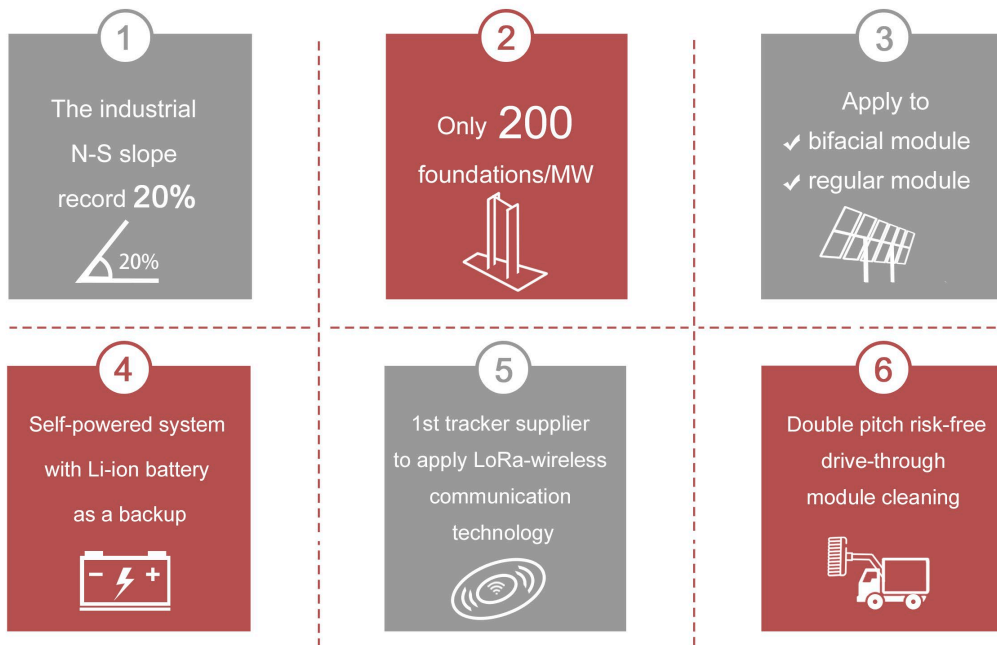 1
The industrial
N-S slope
record 20%
20%
2
Only 200
foundations/MW
3
Apply to
✓ bifacial module
✓ regular module
4
Self-powered system
with Li-ion battery
as a backup
5
1st tracker supplier
to apply LoRa-wireless
communication
technology
6
Double pitch risk-free
drive-through
module cleaning